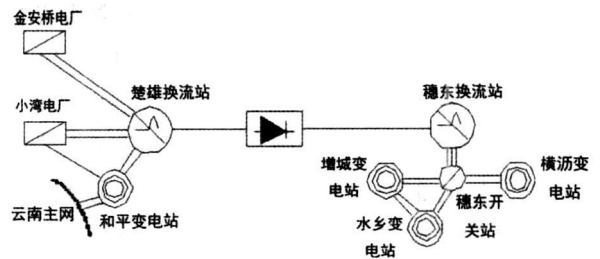 金安桥电厂
楚雄换流站
穗东换流站
小湾电厂
增城变
电站
横沥变
电站
云南主网
和平变电站
穗东开
关站
水乡变
电站